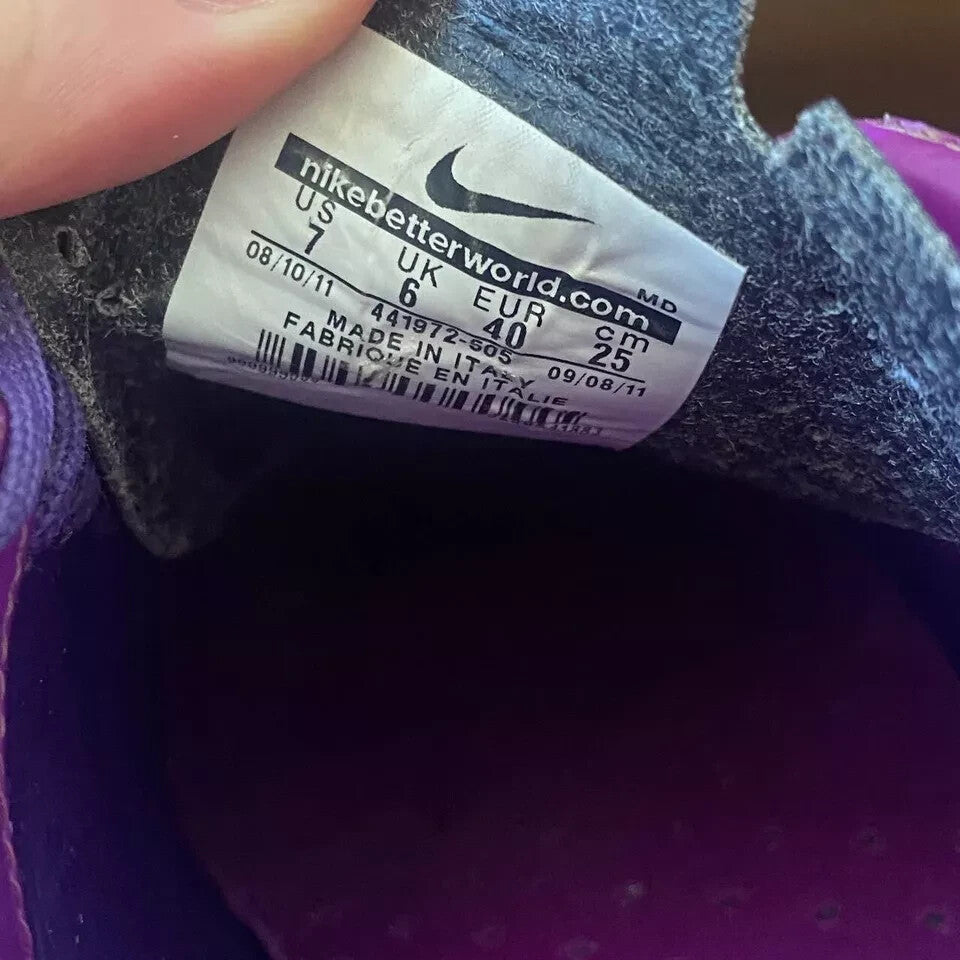 nikebetterworld.com
MD
US UK EUR cm
7 6 40 25
08/10/11 441972-505 09/08/11
MADE IN ITALY
FABRIQUE EN ITALIE